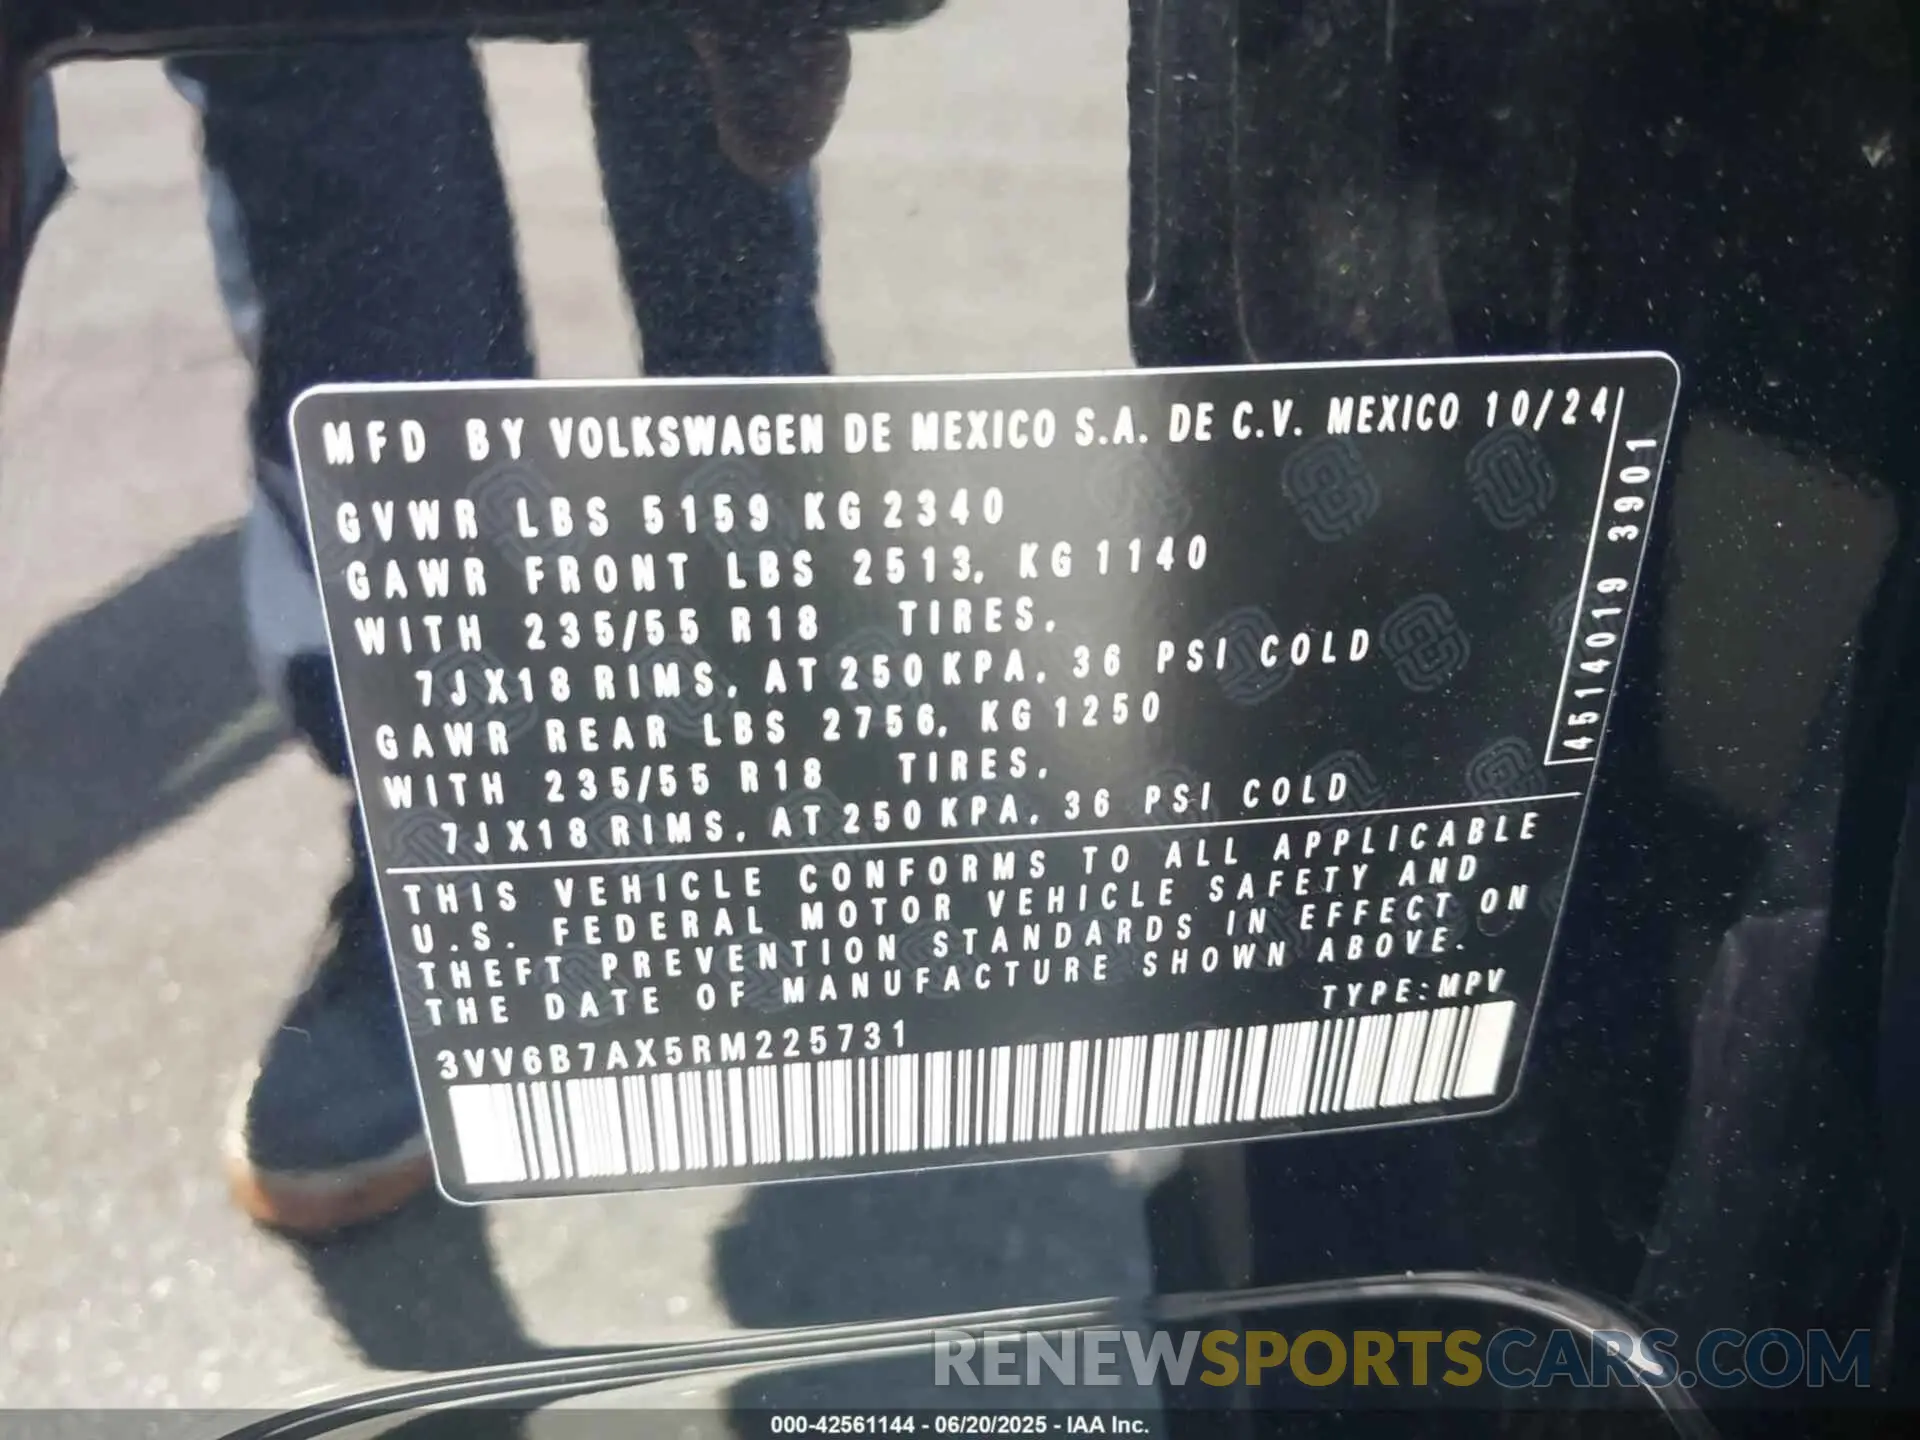 MFD BY VOLKSWAGEN DE MEXICO S.A. DE C.V. MEXICO 10/24
GVWR LBS 5159 KG 2340
GAWR FRONT LBS 2513, KG 1140
WITH 235/55 R18 TIRES,
7JX18 RIMS, AT 250 KPA, 36 PSI COLD
GAWR REAR LBS 2756, KG 1250
WITH 235/55 R18 TIRES,
7JX18 RIMS, AT 250 KPA, 36 PSI COLD
4514019 3901
THIS VEHICLE CONFORMS TO ALL APPLICABLE
U.S. FEDERAL MOTOR VEHICLE SAFETY AND
THEFT PREVENTION STANDARDS IN EFFECT ON
THE DATE OF MANUFACTURE SHOWN ABOVE.
TYPE:MPV
3VV6B7AX5RM225731
RENEWSPORTSCARS.COM
000-42561144 - 06/20/2025 - IAA Inc.